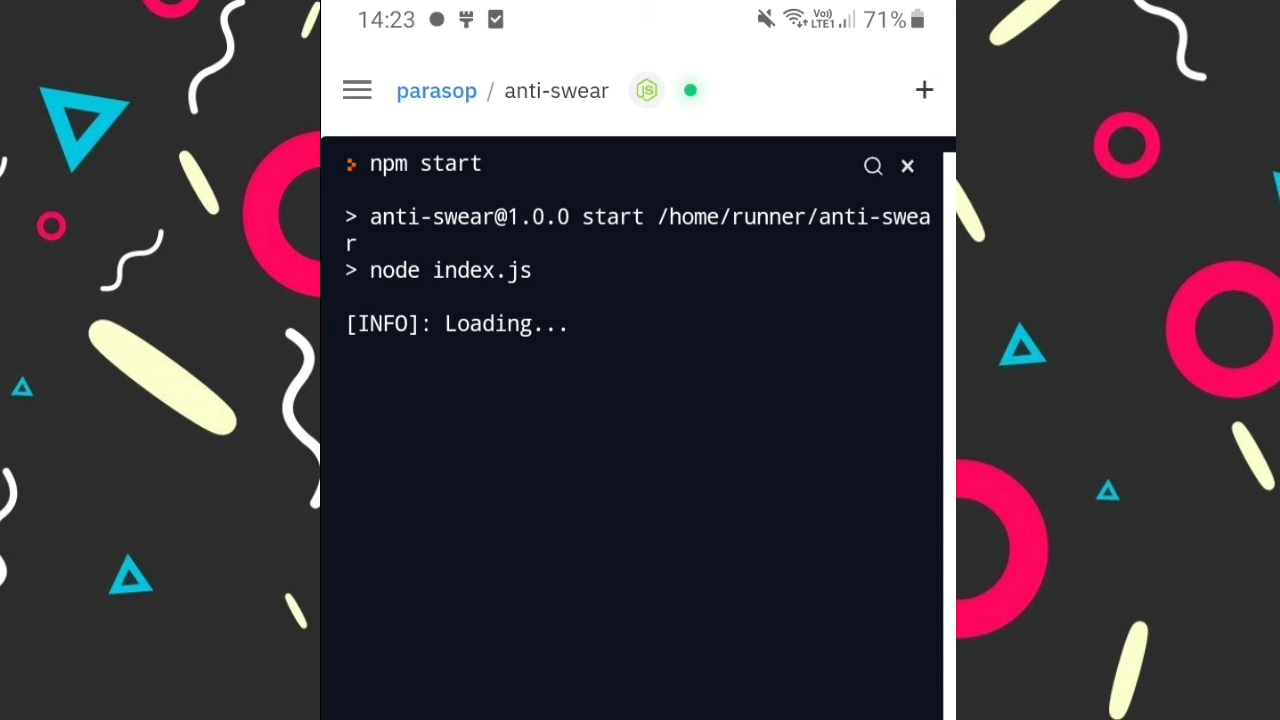 14:23 Vo)) LTE1 71%
parasop / anti-swear JS +
npm start
> anti-swear@1.0.0 start /home/runner/anti-swea
r
> node index.js
[INFO]: Loading...